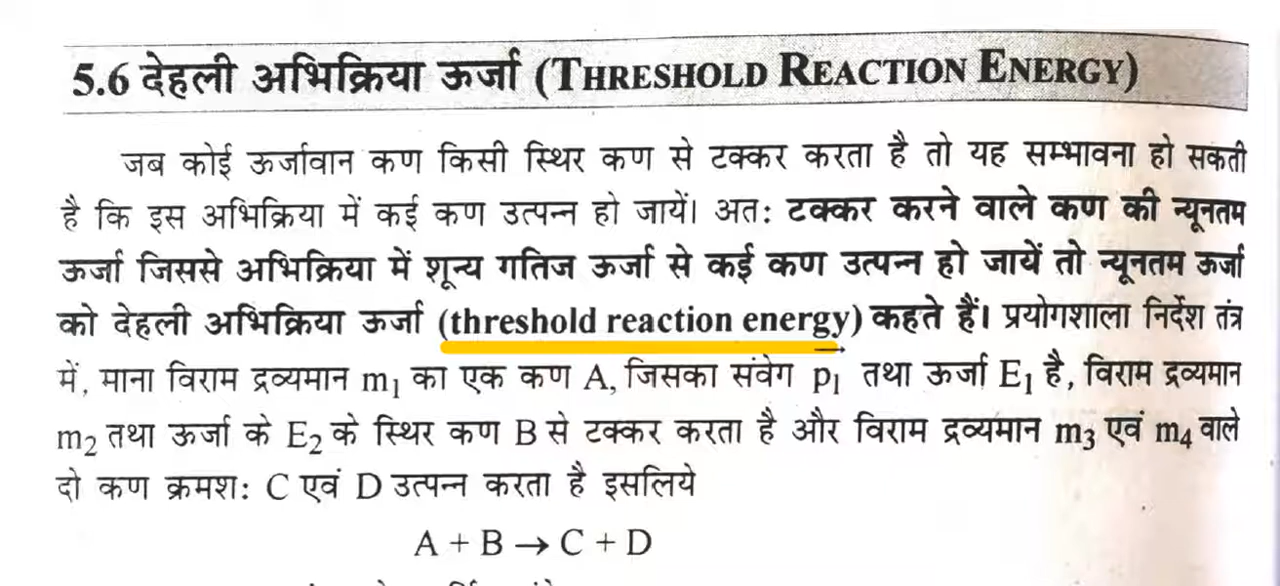 5.6 देहली अभिक्रिया ऊर्जा (THRESHOLD REACTION ENERGY)
जब कोई ऊर्जावान कण किसी स्थिर कण से टक्कर करता है तो यह सम्भावना हो सकती
है कि इस अभिक्रिया में कई कण उत्पन्न हो जायें। अतः टक्कर करने वाले कण की न्यूनतम
ऊर्जा जिससे अभिक्रिया में शून्य गतिज ऊर्जा से कई कण उत्पन्न हो जायें तो न्यूनतम ऊर्जा
को देहली अभिक्रिया ऊर्जा (threshold reaction energy) कहते हैं। प्रयोगशाला निर्देश तंत्र
में, माना विराम द्रव्यमान m₁ का एक कण A, जिसका संवेग p⃗₁ तथा ऊर्जा E₁ है, विराम द्रव्यमान
m₂ तथा ऊर्जा के E₂ के स्थिर कण B से टक्कर करता है और विराम द्रव्यमान m₃ एवं m₄ वाले
दो कण क्रमशः C एवं D उत्पन्न करता है इसलिये
A + B → C + D